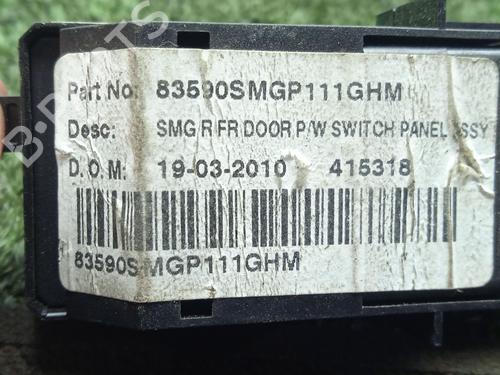 Part No: 83590SMGP111GHM
Desc: SMG R FR DOOR P/W SWITCH PANEL ASSY
D.O.M: 19-03-2010 415318
83590SMGP111GHM